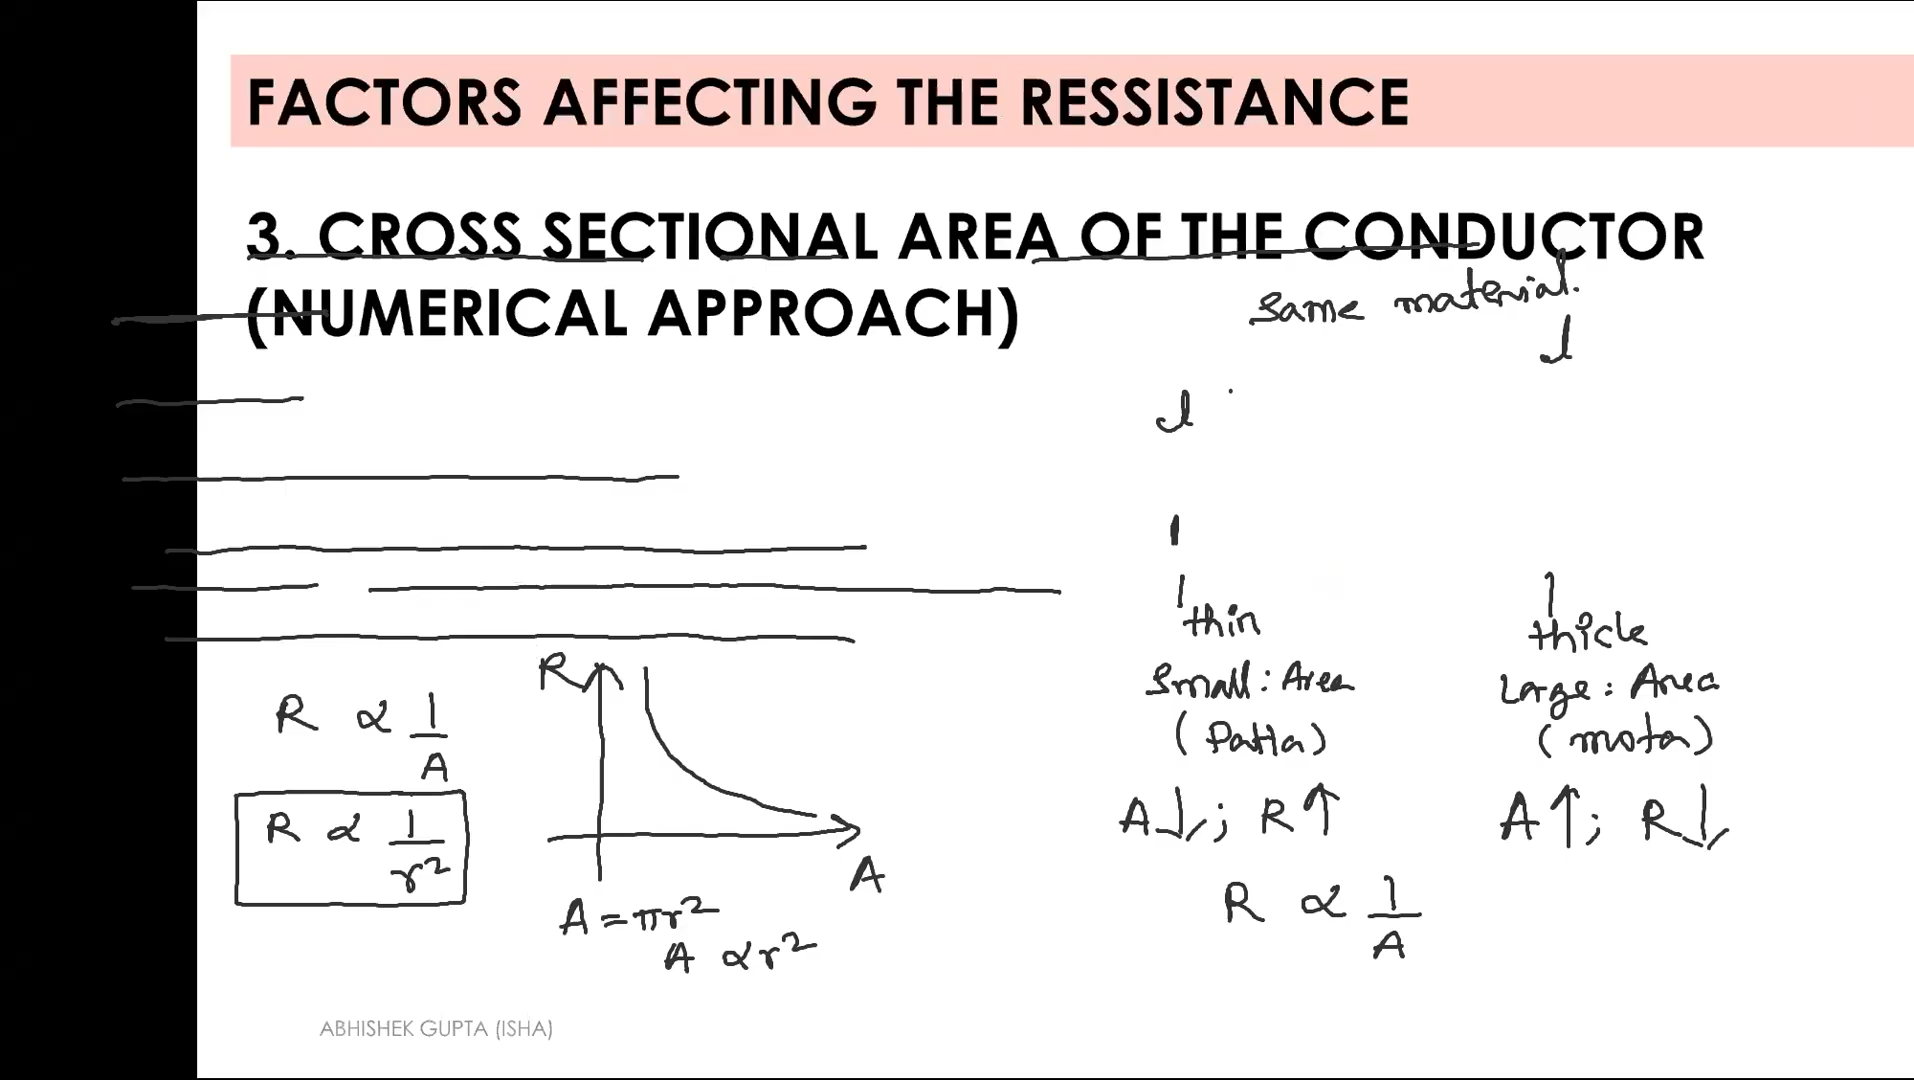 FACTORS AFFECTING THE RESSISTANCE
3. CROSS SECTIONAL AREA OF THE CONDUCTOR
(NUMERICAL APPROACH)
Same material.
l
l
thin
Small : Area
(Patla)
A↓; R↑
thick
Large : Area
(mota)
A↑; R↓
R ∝ 1/A
R ∝ 1/A
R ∝ 1/r²
R
A
A = πr²
A ∝ r²
ABHISHEK GUPTA (ISHA)